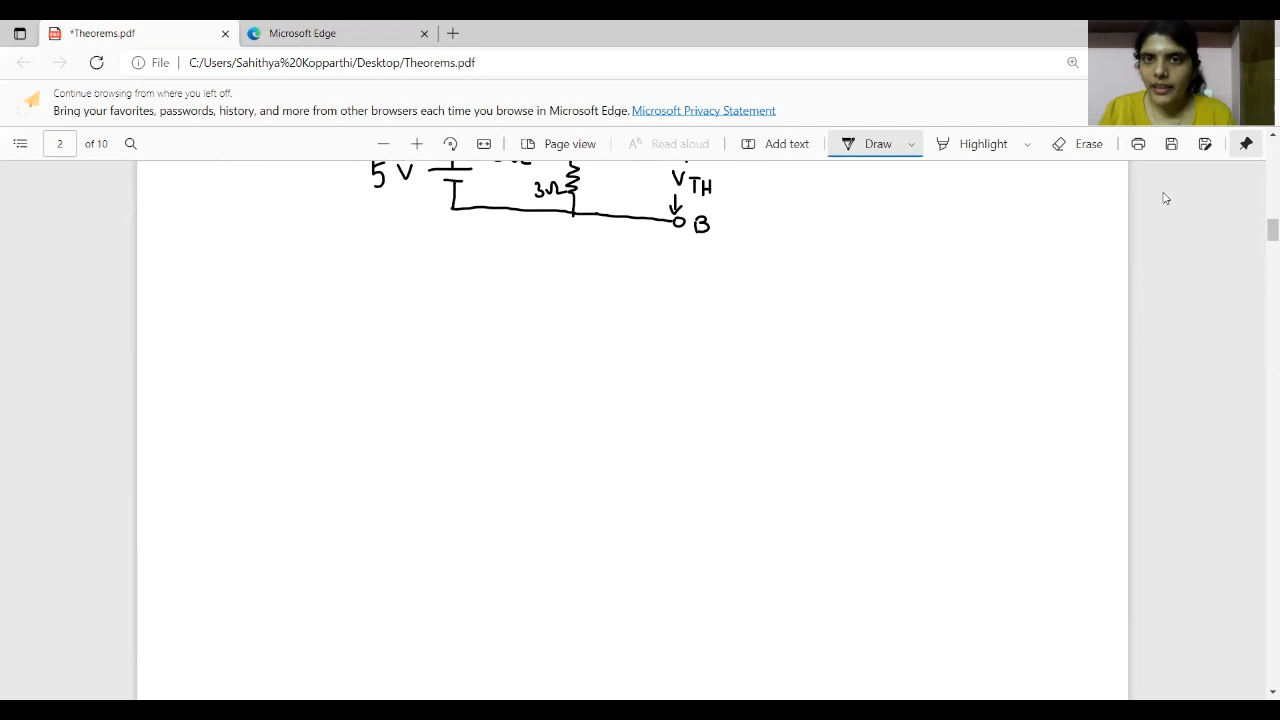 *Theorems.pdf
Microsoft Edge
File
C:/Users/Sahithya%20Kopparthi/Desktop/Theorems.pdf
Continue browsing from where you left off.
Bring your favorites, passwords, history, and more from other browsers each time you browse in Microsoft Edge. Microsoft Privacy Statement
2 of 10
Page view
Read aloud
Add text
Draw
Highlight
Erase
5 V
3Ω
VTH
B